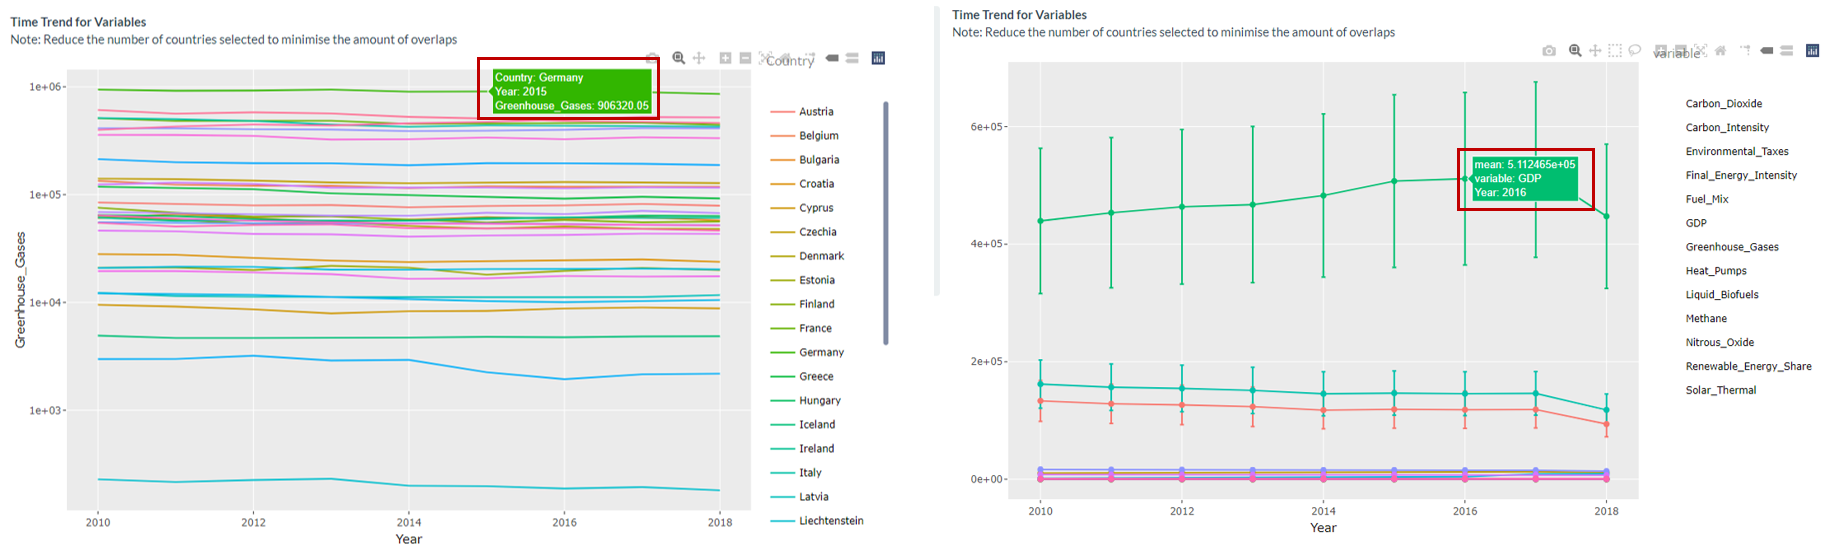 Time Trend for Variables
Note: Reduce the number of countries selected to minimise the amount of overlaps
Country
Country: Germany
Year: 2015
Greenhouse_Gases: 906320.05
1e+06
1e+05
1e+04
1e+03
Greenhouse_Gases
2010
2012
2014
2016
2018
Year
Austria
Belgium
Bulgaria
Croatia
Cyprus
Czechia
Denmark
Estonia
Finland
France
Germany
Greece
Hungary
Iceland
Ireland
Italy
Latvia
Liechtenstein
Time Trend for Variables
Note: Reduce the number of countries selected to minimise the amount of overlaps
variable
6e+05
4e+05
2e+05
0e+00
mean: 5.112465e+05
variable: GDP
Year: 2016
2010
2012
2014
2016
2018
Year
Carbon_Dioxide
Carbon_Intensity
Environmental_Taxes
Final_Energy_Intensity
Fuel_Mix
GDP
Greenhouse_Gases
Heat_Pumps
Liquid_Biofuels
Methane
Nitrous_Oxide
Renewable_Energy_Share
Solar_Thermal